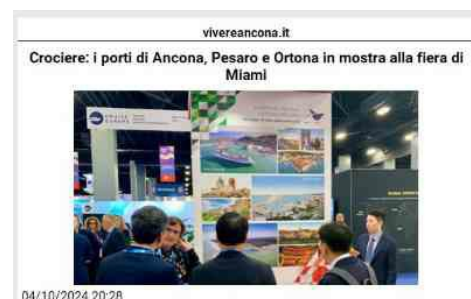 vivereancona.it
Crociere: i porti di Ancona, Pesaro e Ortona in mostra alla fiera di
Miami
04/10/2024 20:28